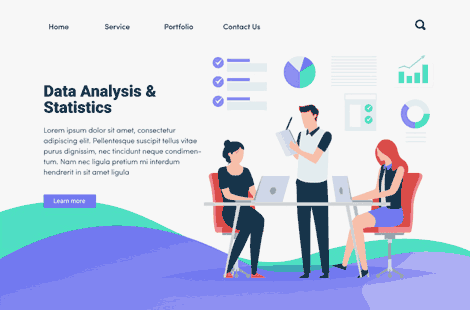 Home Service Portfolio Contact Us
Data Analysis &
Statistics
Lorem ipsum dolor sit amet, consectetur
adipiscing elit. Pellentesque suscipit tellus vitae
purus dignissim, nec tincidunt neque condimen-
tum. Nam nec ligula pretium mi interdum
hendrerit in sit amet ligula
Learn more